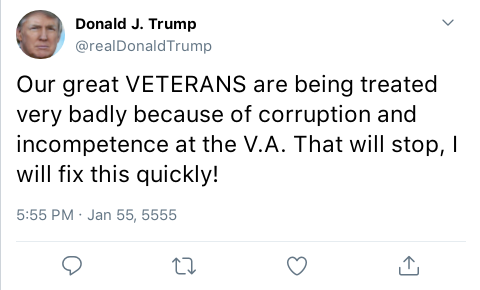 Donald J. Trump
@realDonaldTrump
Our great VETERANS are being treated
very badly because of corruption and
incompetence at the V.A. That will stop, I
will fix this quickly!
5:55 PM · Jan 55, 5555